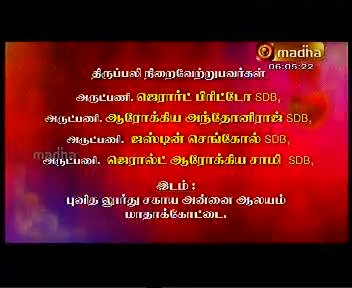 madha
06:05:22
திருப்பலி நிறைவேற்றுபவர்கள்
அருட்பணி. ஜெரார்ட் பிரிட்டோ SDB,
அருட்பணி. ஆரோக்கிய அந்தோனிராஜ் SDB,
அருட்பணி. ஜஸ்டின் செங்கோல் SDB,
அருட்பணி. ஜெரால்ட் ஆரோக்கிய சாமி SDB,
madha
இடம் :
புனித லூர்து சகாய அன்னை ஆலயம்
மாதாக்கோட்டை.